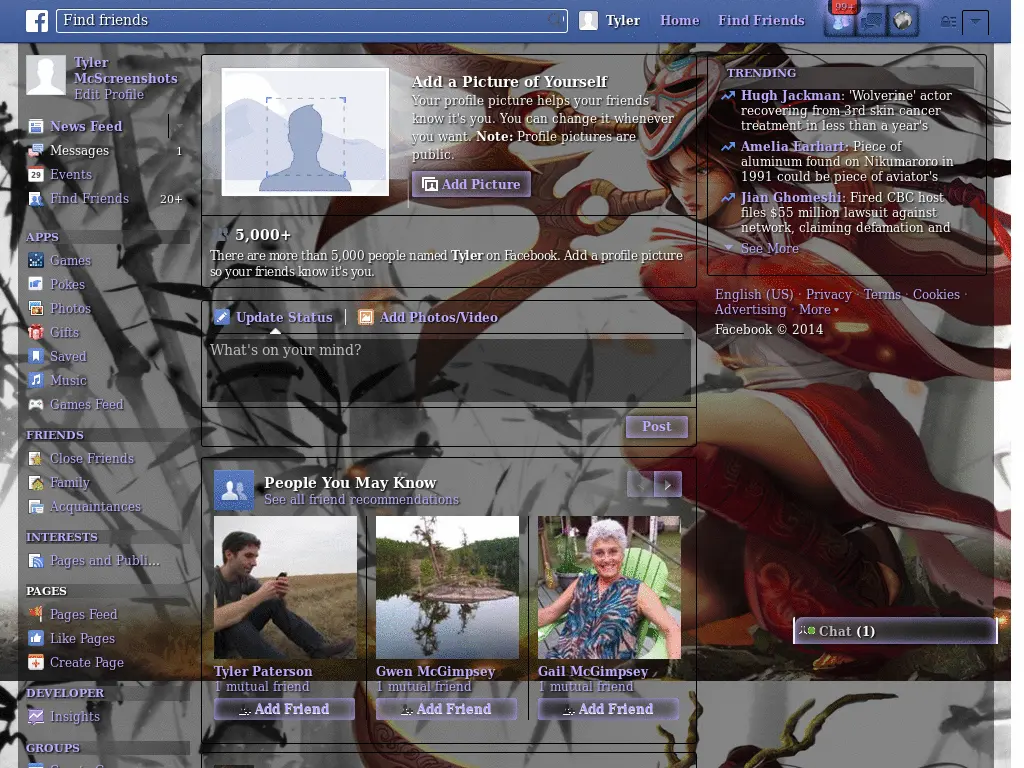 Find friends
Tyler
Home
Find Friends
99+
Tyler
McScreenshots
Edit Profile
News Feed
Messages 1
29 Events
Find Friends 20+
APPS
Games
Pokes
Photos
Gifts
Saved
Music
Games Feed
FRIENDS
Close Friends
Family
Acquaintances
INTERESTS
Pages and Publi...
PAGES
Pages Feed
Like Pages
Create Page
DEVELOPER
Insights
GROUPS
Add a Picture of Yourself
Your profile picture helps your friends
know it's you. You can change it whenever
you want. Note: Profile pictures are
public.
Add Picture
5,000+
There are more than 5,000 people named Tyler on Facebook. Add a profile picture
so your friends know it's you.
Update Status
Add Photos/Video
What's on your mind?
Post
People You May Know
See all friend recommendations
Tyler Paterson
1 mutual friend
Add Friend
Gwen McGimpsey
1 mutual friend
Add Friend
Gail McGimpsey
1 mutual friend
Add Friend
TRENDING
Hugh Jackman: 'Wolverine' actor
recovering from 3rd skin cancer
treatment in less than a year's
Amelia Earhart: Piece of
aluminum found on Nikumaroro in
1991 could be piece of aviator's
Jian Ghomeshi: Fired CBC host
files $55 million lawsuit against
network, claiming defamation and
See More
English (US) · Privacy · Terms · Cookies ·
Advertising · More
Facebook © 2014
Chat (1)